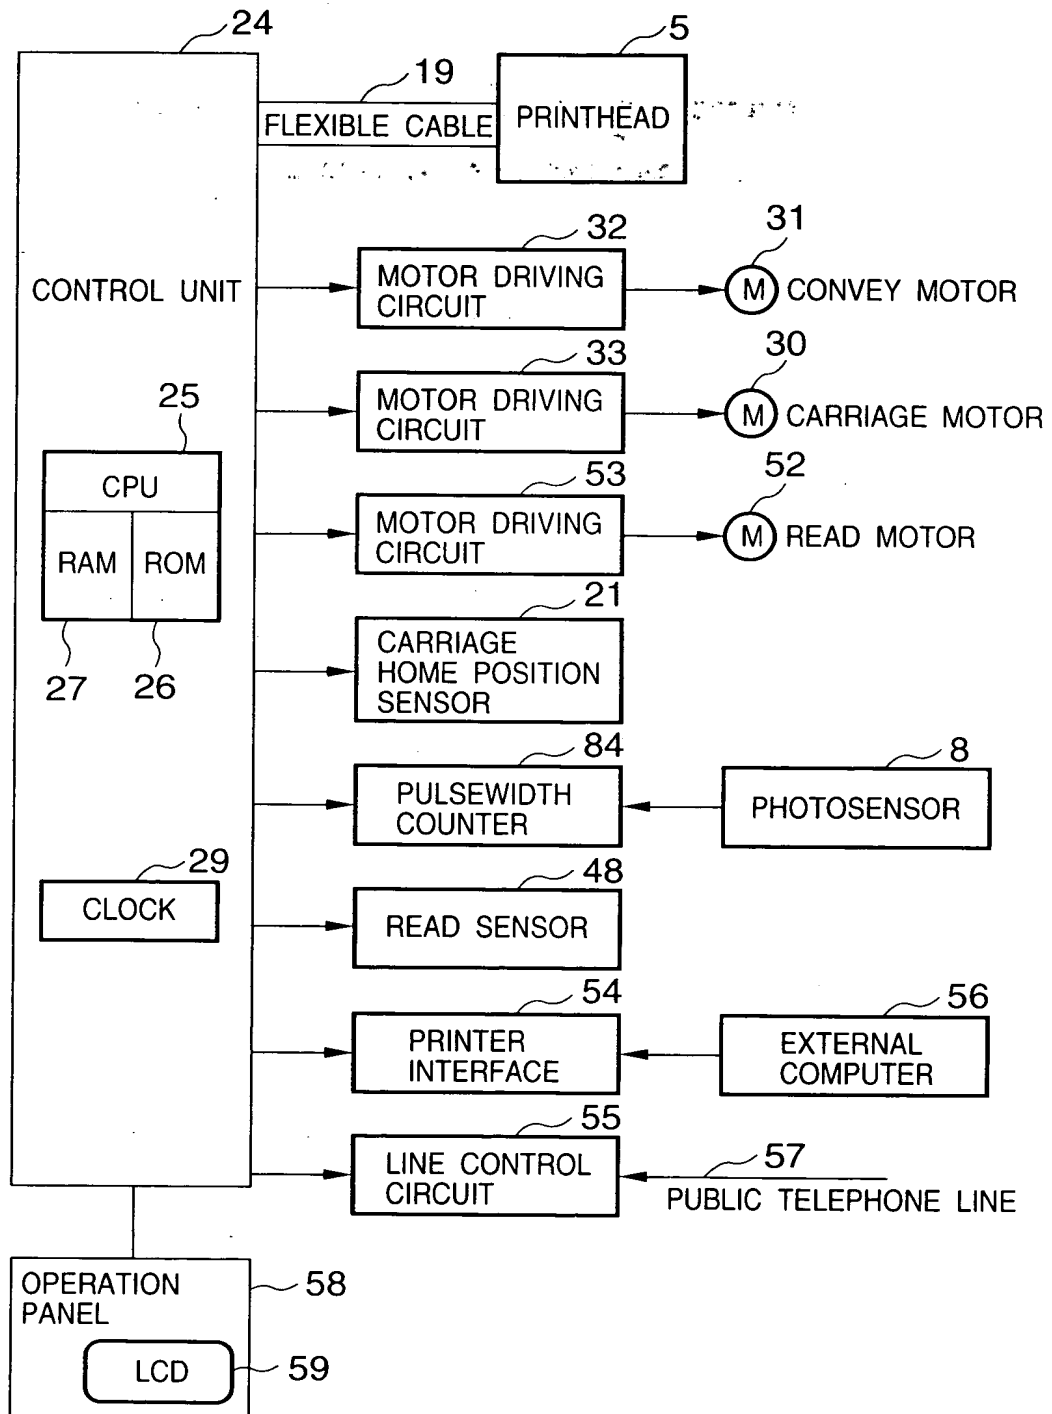 24
5
19
FLEXIBLE CABLE
PRINTHEAD
32
31
CONTROL UNIT
MOTOR DRIVING
CIRCUIT
M CONVEY MOTOR
33
30
MOTOR DRIVING
CIRCUIT
M CARRIAGE MOTOR
25
53
52
CPU
MOTOR DRIVING
CIRCUIT
M READ MOTOR
RAM ROM
21
27 26
CARRIAGE
HOME POSITION
SENSOR
84
8
PULSEWIDTH
COUNTER
PHOTOSENSOR
29
48
CLOCK
READ SENSOR
54
56
PRINTER
INTERFACE
EXTERNAL
COMPUTER
55
57
LINE CONTROL
CIRCUIT
PUBLIC TELEPHONE LINE
OPERATION
PANEL
58
LCD
59